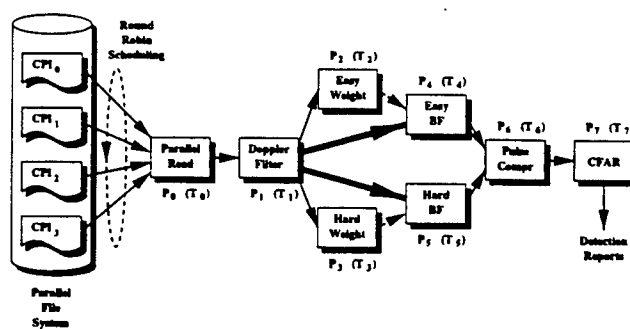 Round
Robin
Scheduling
CPI 0
CPI 1
CPI 2
CPI 3
Parallel
File
System
Parallel
Read
P0 (T0)
Doppler
Filter
P1 (T1)
P2 (T2)
Easy
Weight
Hard
Weight
P3 (T3)
P4 (T4)
Easy
BF
Hard
BF
P5 (T5)
P6 (T6)
Pulse
Compr
P7 (T7
CFAR
Detection
Reports